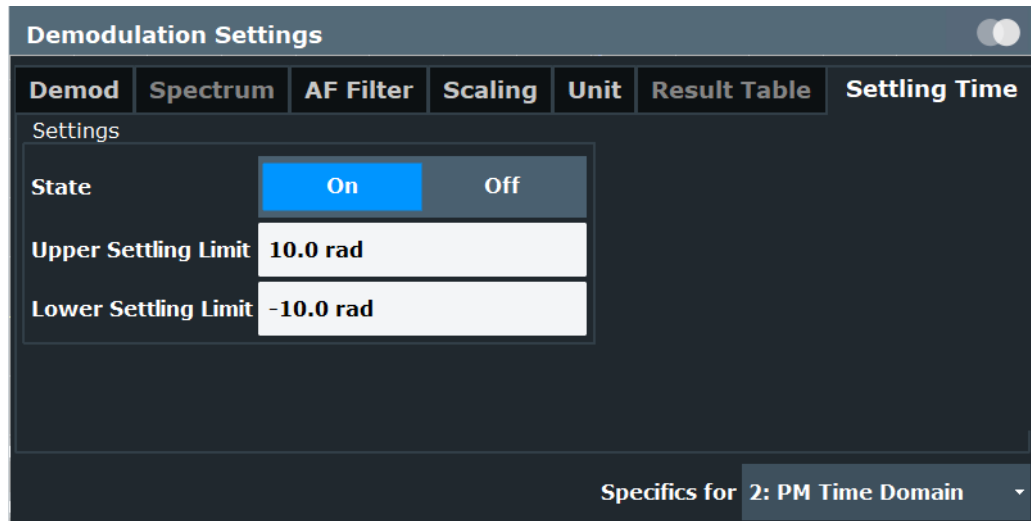 Demodulation Settings
Demod Spectrum AF Filter Scaling Unit Result Table Settling Time
Settings
State On Off
Upper Settling Limit 10.0 rad
Lower Settling Limit -10.0 rad
Specifics for 2: PM Time Domain